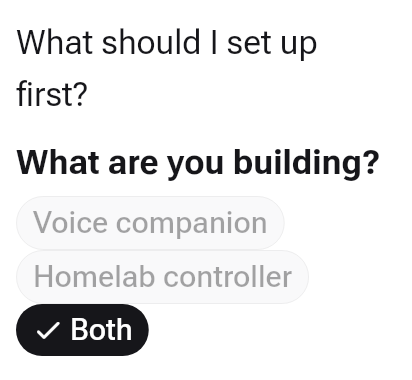 What should I set up
first?
What are you building?
Voice companion
Homelab controller
Both